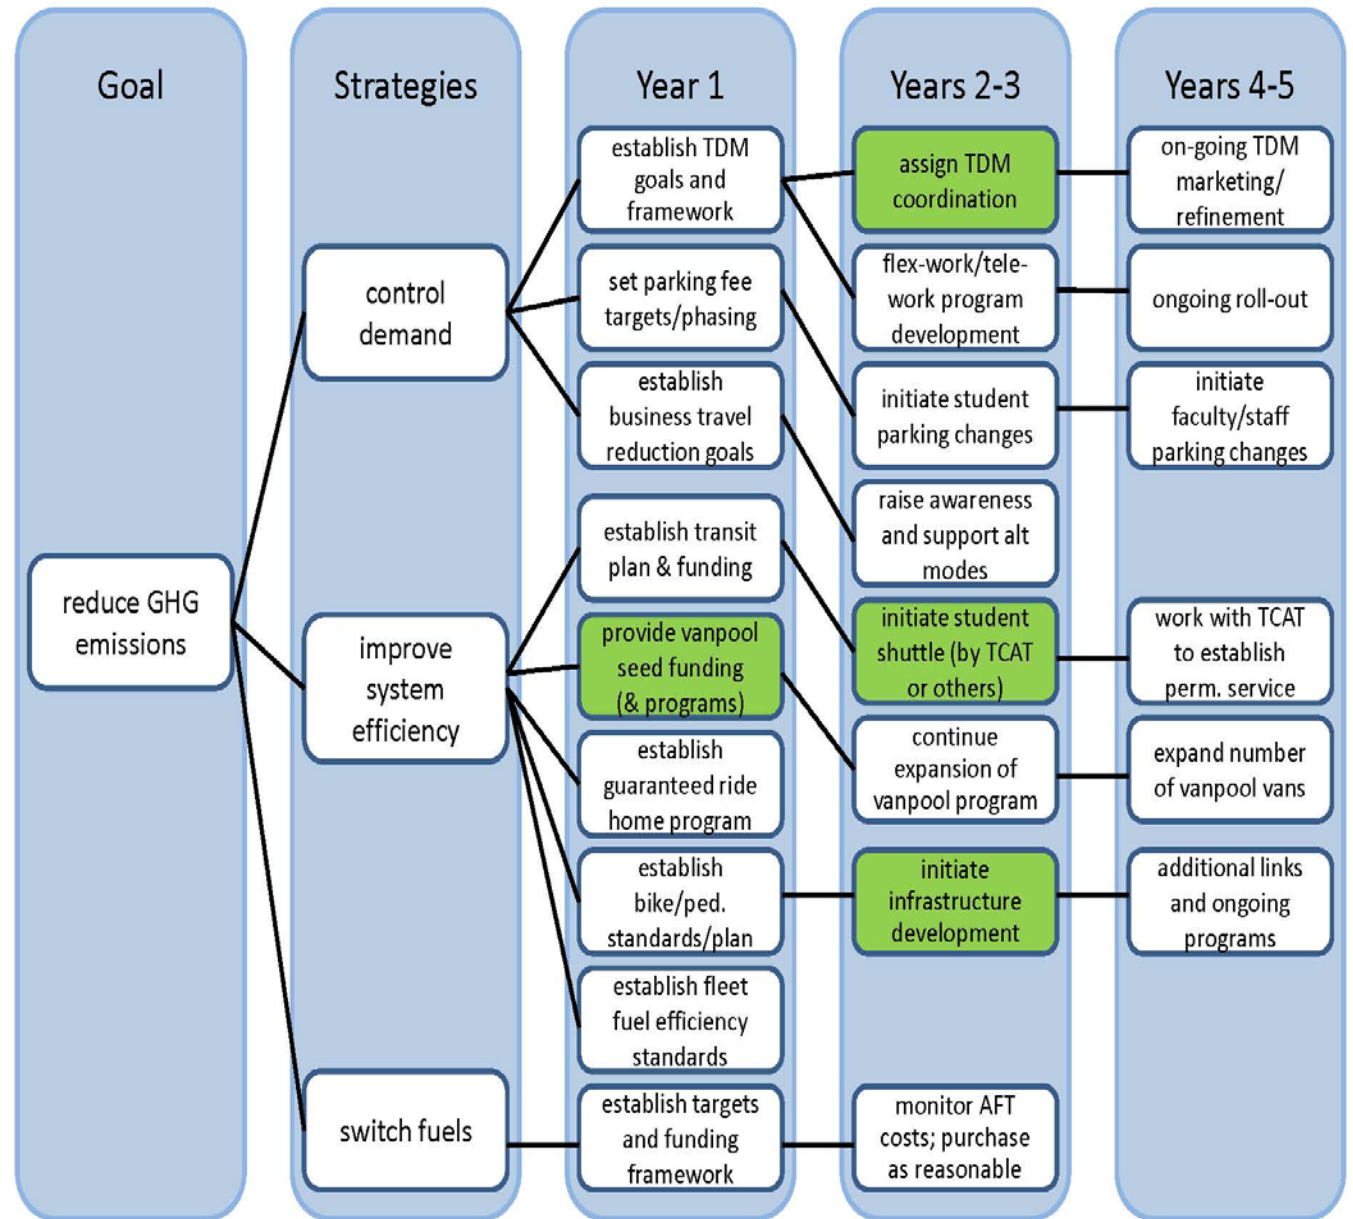 Goal
Strategies
Year 1
Years 2-3
Years 4-5
reduce GHG
emissions
control
demand
improve
system
efficiency
switch fuels
establish TDM
goals and
framework
set parking fee
targets/phasing
establish
business travel
reduction goals
establish transit
plan & funding
provide vanpool
seed funding
(& programs)
establish
guaranteed ride
home program
establish
bike/ped.
standards/plan
establish fleet
fuel efficiency
standards
establish targets
and funding
framework
assign TDM
coordination
flex-work/tele-
work program
development
initiate student
parking changes
raise awareness
and support alt
modes
initiate student
shuttle (by TCAT
or others)
continue
expansion of
vanpool program
initiate
infrastructure
development
monitor AFT
costs; purchase
as reasonable
on-going TDM
marketing/
refinement
ongoing roll-out
initiate
faculty/staff
parking changes
work with TCAT
to establish
perm. service
expand number
of vanpool vans
additional links
and ongoing
programs